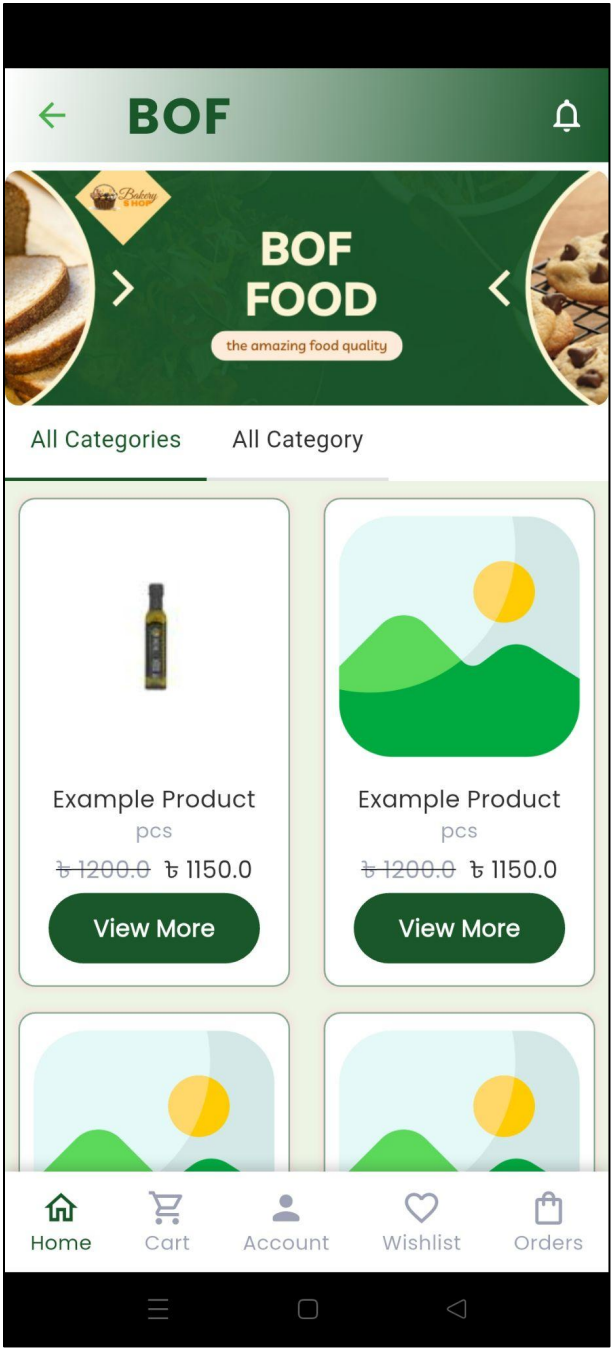 BOF
Bakery
SHOP
BOF
FOOD
the amazing food quality
All Categories All Category
Example Product Example Product
pcs pcs
৳ 1200.0 ৳ 1150.0 ৳ 1200.0 ৳ 1150.0
View More View More
Home Cart Account Wishlist Orders